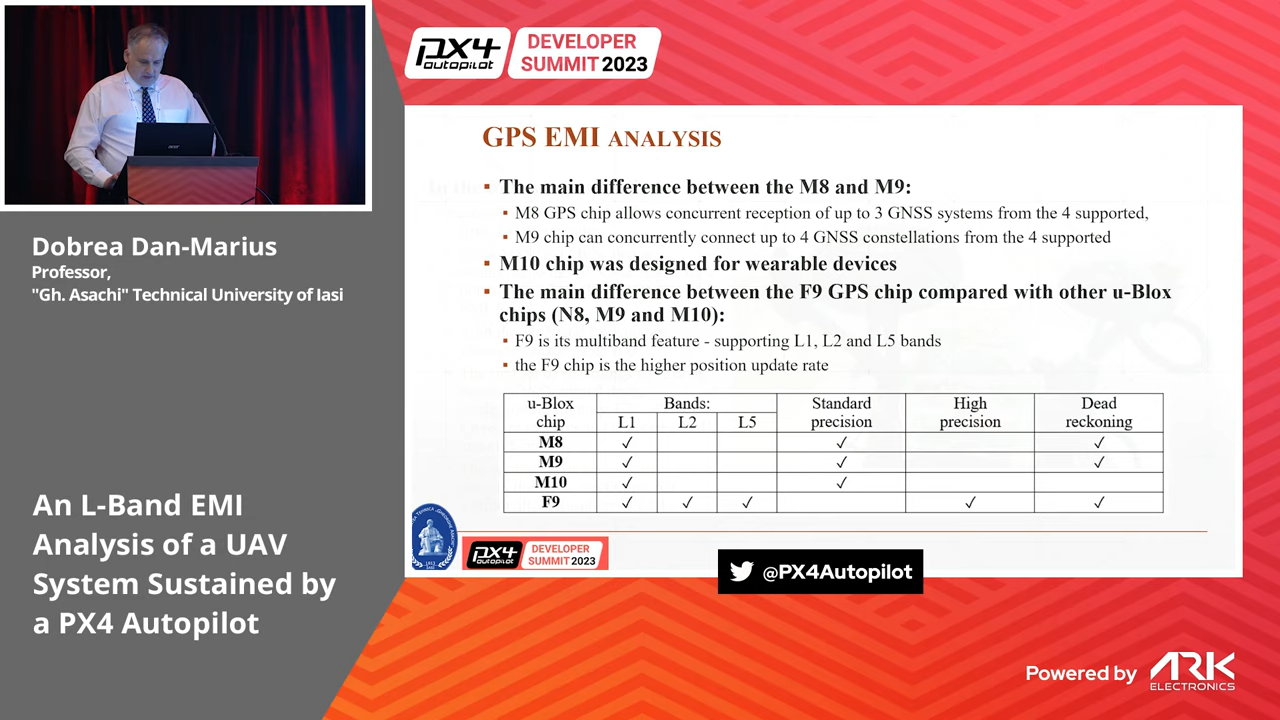 PX4
autopilot
DEVELOPER
SUMMIT 2023
GPS EMI ANALYSIS
▪ The main difference between the M8 and M9:
▪ M8 GPS chip allows concurrent reception of up to 3 GNSS systems from the 4 supported,
▪ M9 chip can concurrently connect up to 4 GNSS constellations from the 4 supported
▪ M10 chip was designed for wearable devices
▪ The main difference between the F9 GPS chip compared with other u-Blox
chips (N8, M9 and M10):
▪ F9 is its multiband feature - supporting L1, L2 and L5 bands
▪ the F9 chip is the higher position update rate
u-Blox chip Bands: Standard precision High precision Dead reckoning
L1 L2 L5
M8 ✓ ✓ ✓
M9 ✓ ✓ ✓
M10 ✓ ✓
F9 ✓ ✓ ✓ ✓ ✓
PX4
autopilot
DEVELOPER
SUMMIT 2023
@PX4Autopilot
Dobrea Dan-Marius
Professor,
"Gh. Asachi" Technical University of Iasi
An L-Band EMI
Analysis of a UAV
System Sustained by
a PX4 Autopilot
Powered by
ARK
ELECTRONICS